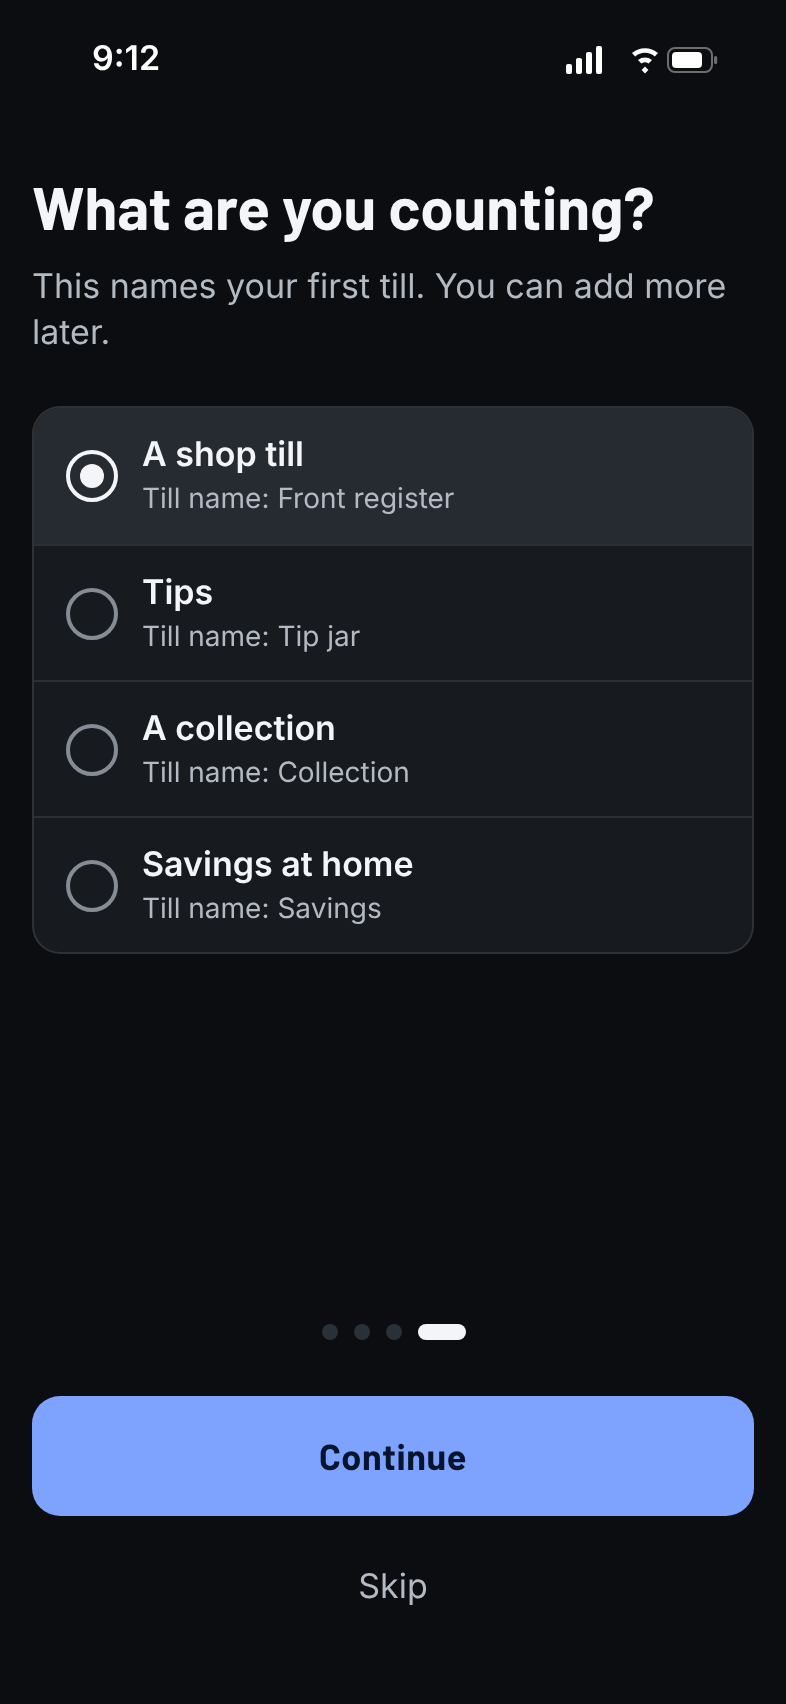 9:12
What are you counting?
This names your first till. You can add more
later.
A shop till
Till name: Front register
Tips
Till name: Tip jar
A collection
Till name: Collection
Savings at home
Till name: Savings
Continue
Skip